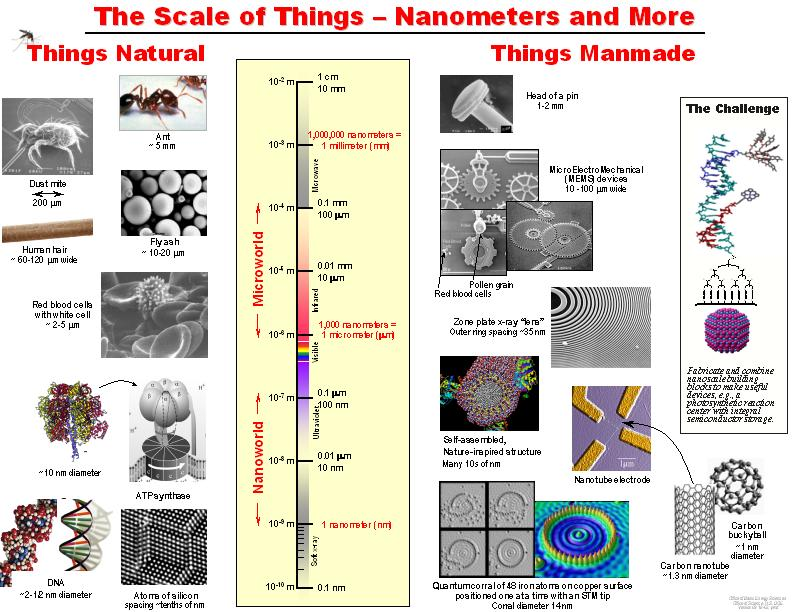 The Scale of Things – Nanometers and More
Things Natural
Things Manmade
Ant
~ 5 mm
Dust mite
200 µm
Human hair
~ 60-120 µm wide
Fly ash
~ 10-20 µm
Red blood cells
with white cell
~ 2-5 µm
~10 nm diameter
ATP synthase
DNA
~2-1/2 nm diameter
Atoms of silicon
spacing ~tenths of nm
10⁻² m
1 cm
10 mm
1,000,000 nanometers =
10⁻³ m
1 millimeter (mm)
Microwave
10⁻⁴ m
0.1 mm
100 µm
Microworld
0.01 mm
10 µm
Infrared
1,000 nanometers =
10⁻⁶ m
1 micrometer (µm)
Visible
10⁻⁷ m
0.1 µm
100 nm
Ultraviolet
Nanoworld
10⁻⁸ m
0.01 µm
10 nm
10⁻⁹ m
1 nanometer (nm)
Soft x-ray
10⁻¹⁰ m
0.1 nm
Head of a pin
1-2 mm
MicroElectroMechanical
(MEMS) devices
10 -100 µm wide
Pollen grain
Red blood cells
Zone plate x-ray “lens”
Outer ring spacing ~35 nm
Self-assembled,
Nature-inspired structure
Many 10s of nm
1µm
Nanotube electrode
Quantum corral of 48 iron atoms on copper surface
positioned one at a time with an STM tip
Corral diameter 14 nm
Carbon nanotube
~1.3 nm diameter
Carbon
buckyball
~1 nm
diameter
The Challenge
Fabricate and combine
nanoscale building
blocks to make useful
devices, e.g., a
photosynthetic reaction
center with integral
semiconductor storage.